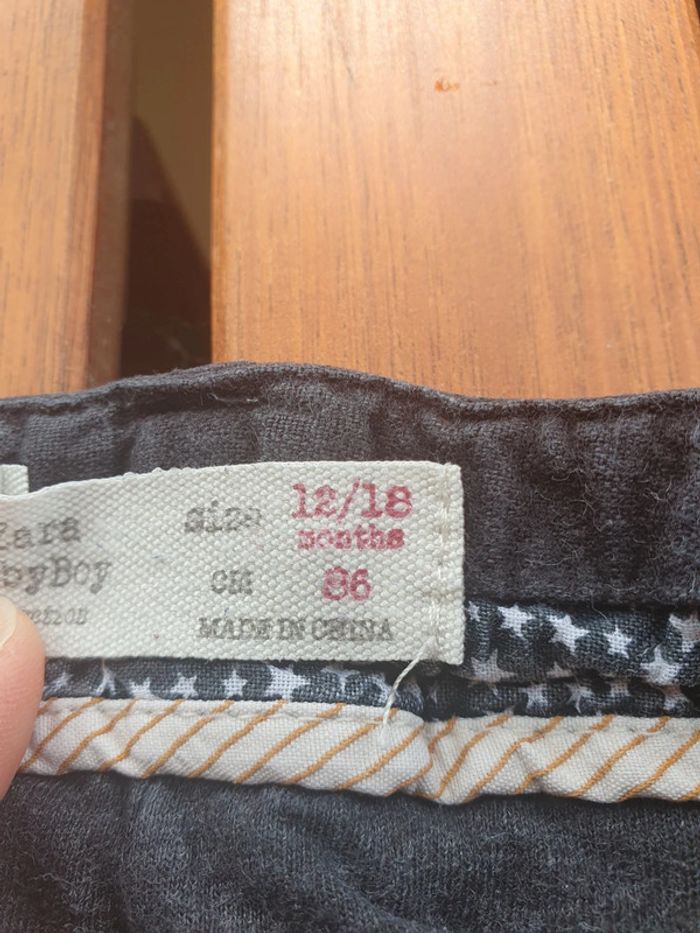 Zara
byBoy
size 12/18
months
CM 86
MADE IN CHINA